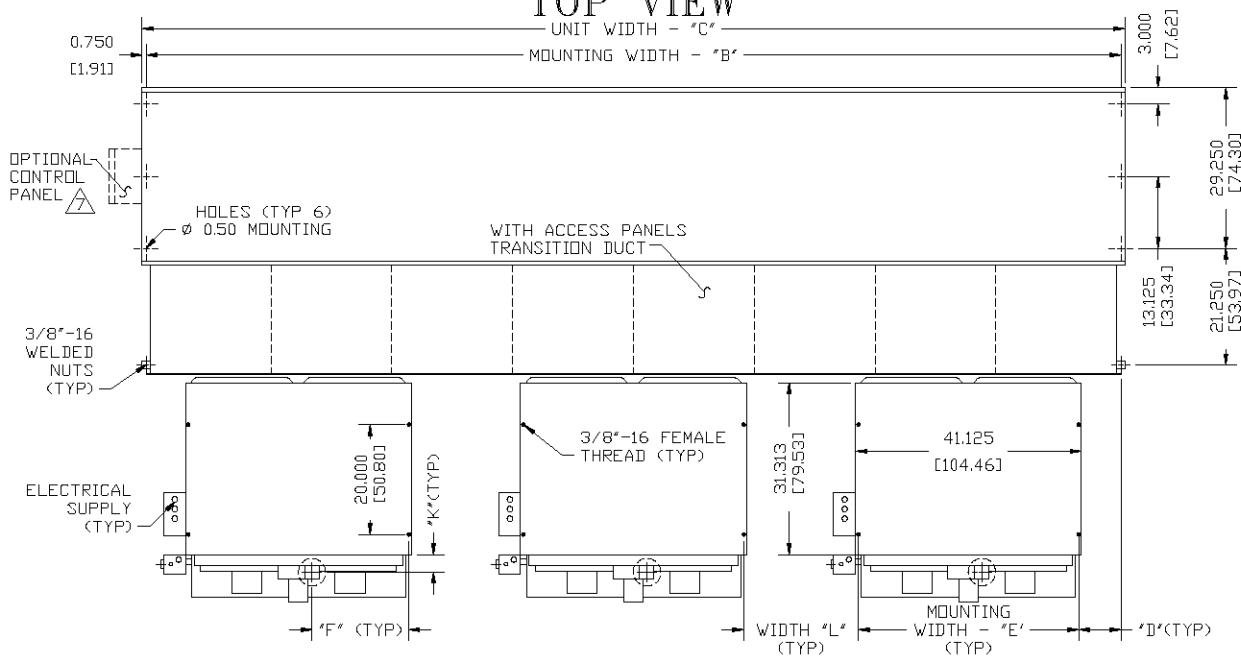 TOP VIEW
UNIT WIDTH - "C"
MOUNTING WIDTH - "B"
0.750
[1.91]
3.000
[7.62]
OPTIONAL
CONTROL
PANEL 7
HOLES (TYP 6)
Ø 0.50 MOUNTING
WITH ACCESS PANELS
TRANSITION DUCT
29.250
[74.30]
13.125
[33.34]
21.250
[53.97]
3/8"-16
WELDED
NUTS
(TYP)
20.000
[50.80]
"K"(TYP)
3/8"-16 FEMALE
THREAD (TYP)
31.313
[79.53]
41.125
[104.46]
ELECTRICAL
SUPPLY
(TYP)
"F" (TYP)
WIDTH "L"
(TYP)
MOUNTING
WIDTH - "E'
(TYP)
"D"(TYP)